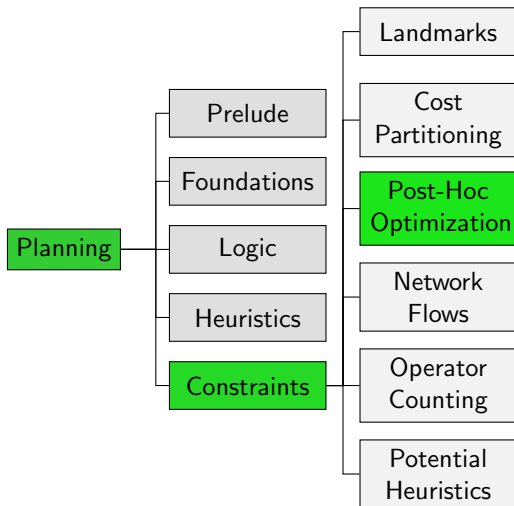 Planning
Prelude
Foundations
Logic
Heuristics
Constraints
Landmarks
Cost
Partitioning
Post-Hoc
Optimization
Network
Flows
Operator
Counting
Potential
Heuristics